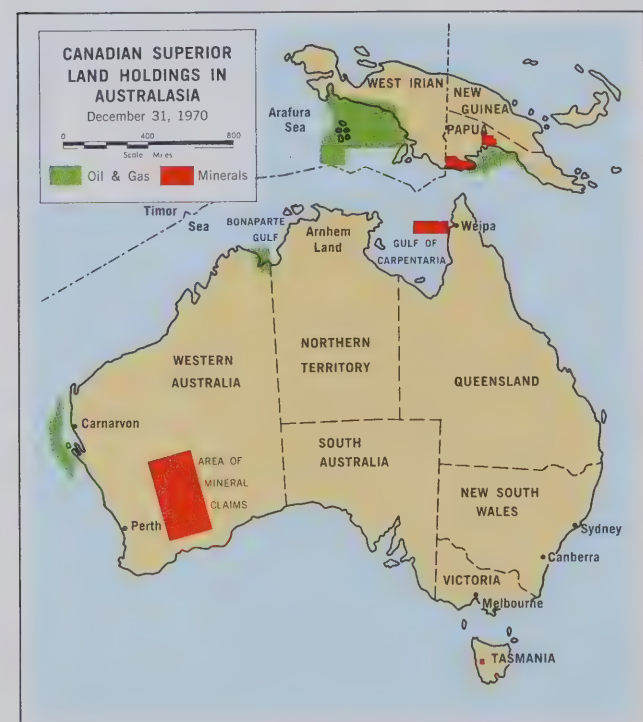 CANADIAN SUPERIOR
LAND HOLDINGS IN
AUSTRALASIA
December 31, 1970
0 400 800
Scale Miles
Oil & Gas Minerals
WEST IRIAN
NEW
GUINEA
PAPUA
Arafura
Sea
Timor
Sea
BONAPARTE
GULF
Arnhem
Land
Weipa
GULF OF
CARPENTARIA
WESTERN
AUSTRALIA
NORTHERN
TERRITORY
QUEENSLAND
Carnarvon
SOUTH
AUSTRALIA
AREA OF
MINERAL
CLAIMS
Perth
NEW SOUTH
WALES
Sydney
Canberra
VICTORIA
Melbourne
TASMANIA